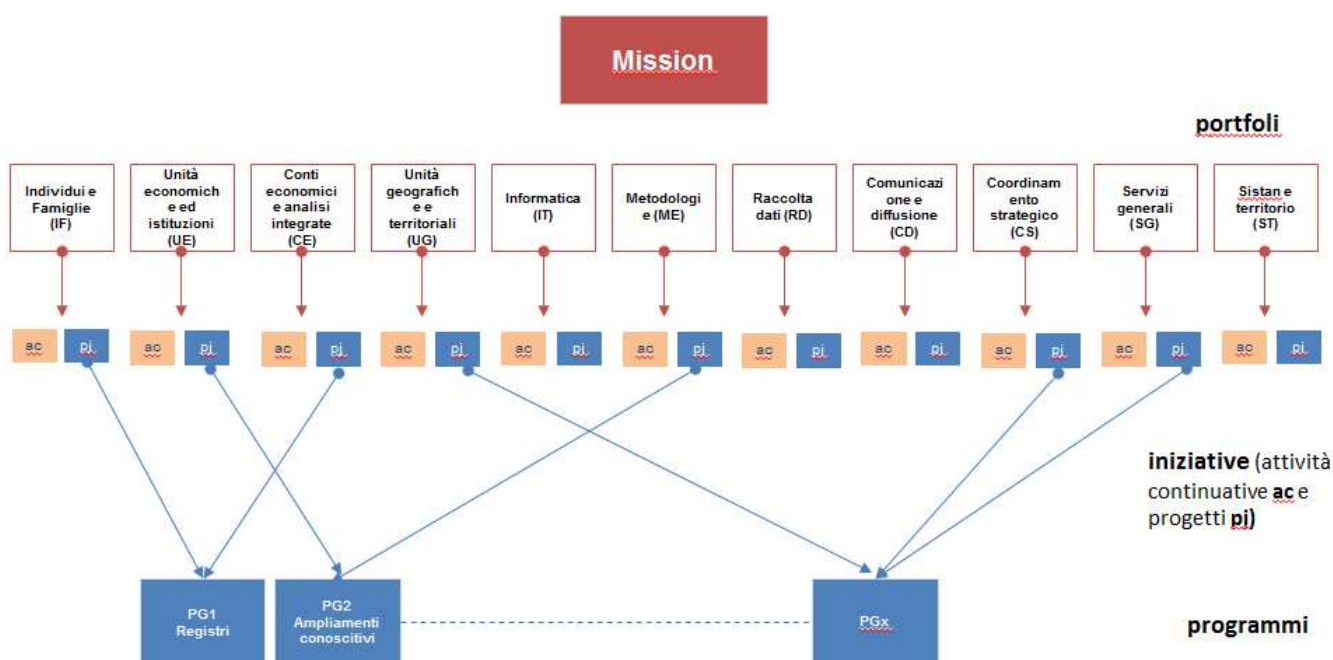 Mission
portfoli
Individui e
Famiglie
(IF)
Unità
economich
e ed
istituzioni
(UE)
Conti
economici
e analisi
integrate
(CE)
Unità
geografich
e e
territoriali
(UG)
Informatica
(IT)
Metodologi
e (ME)
Raccolta
dati (RD)
Comunicazi
one e
diffusione
(CD)
Coordinam
ento
strategico
(CS)
Servizi
generali
(SG)
Sistan e
territorio
(ST)
ac pj ac pj ac pj ac pj ac pj ac pj ac pj ac pj ac pj ac pj ac pj
iniziative (attività
continuative ac e
progetti pj)
PG1
Registri
PG2
Ampliamenti
conoscitivi
PGx
programmi